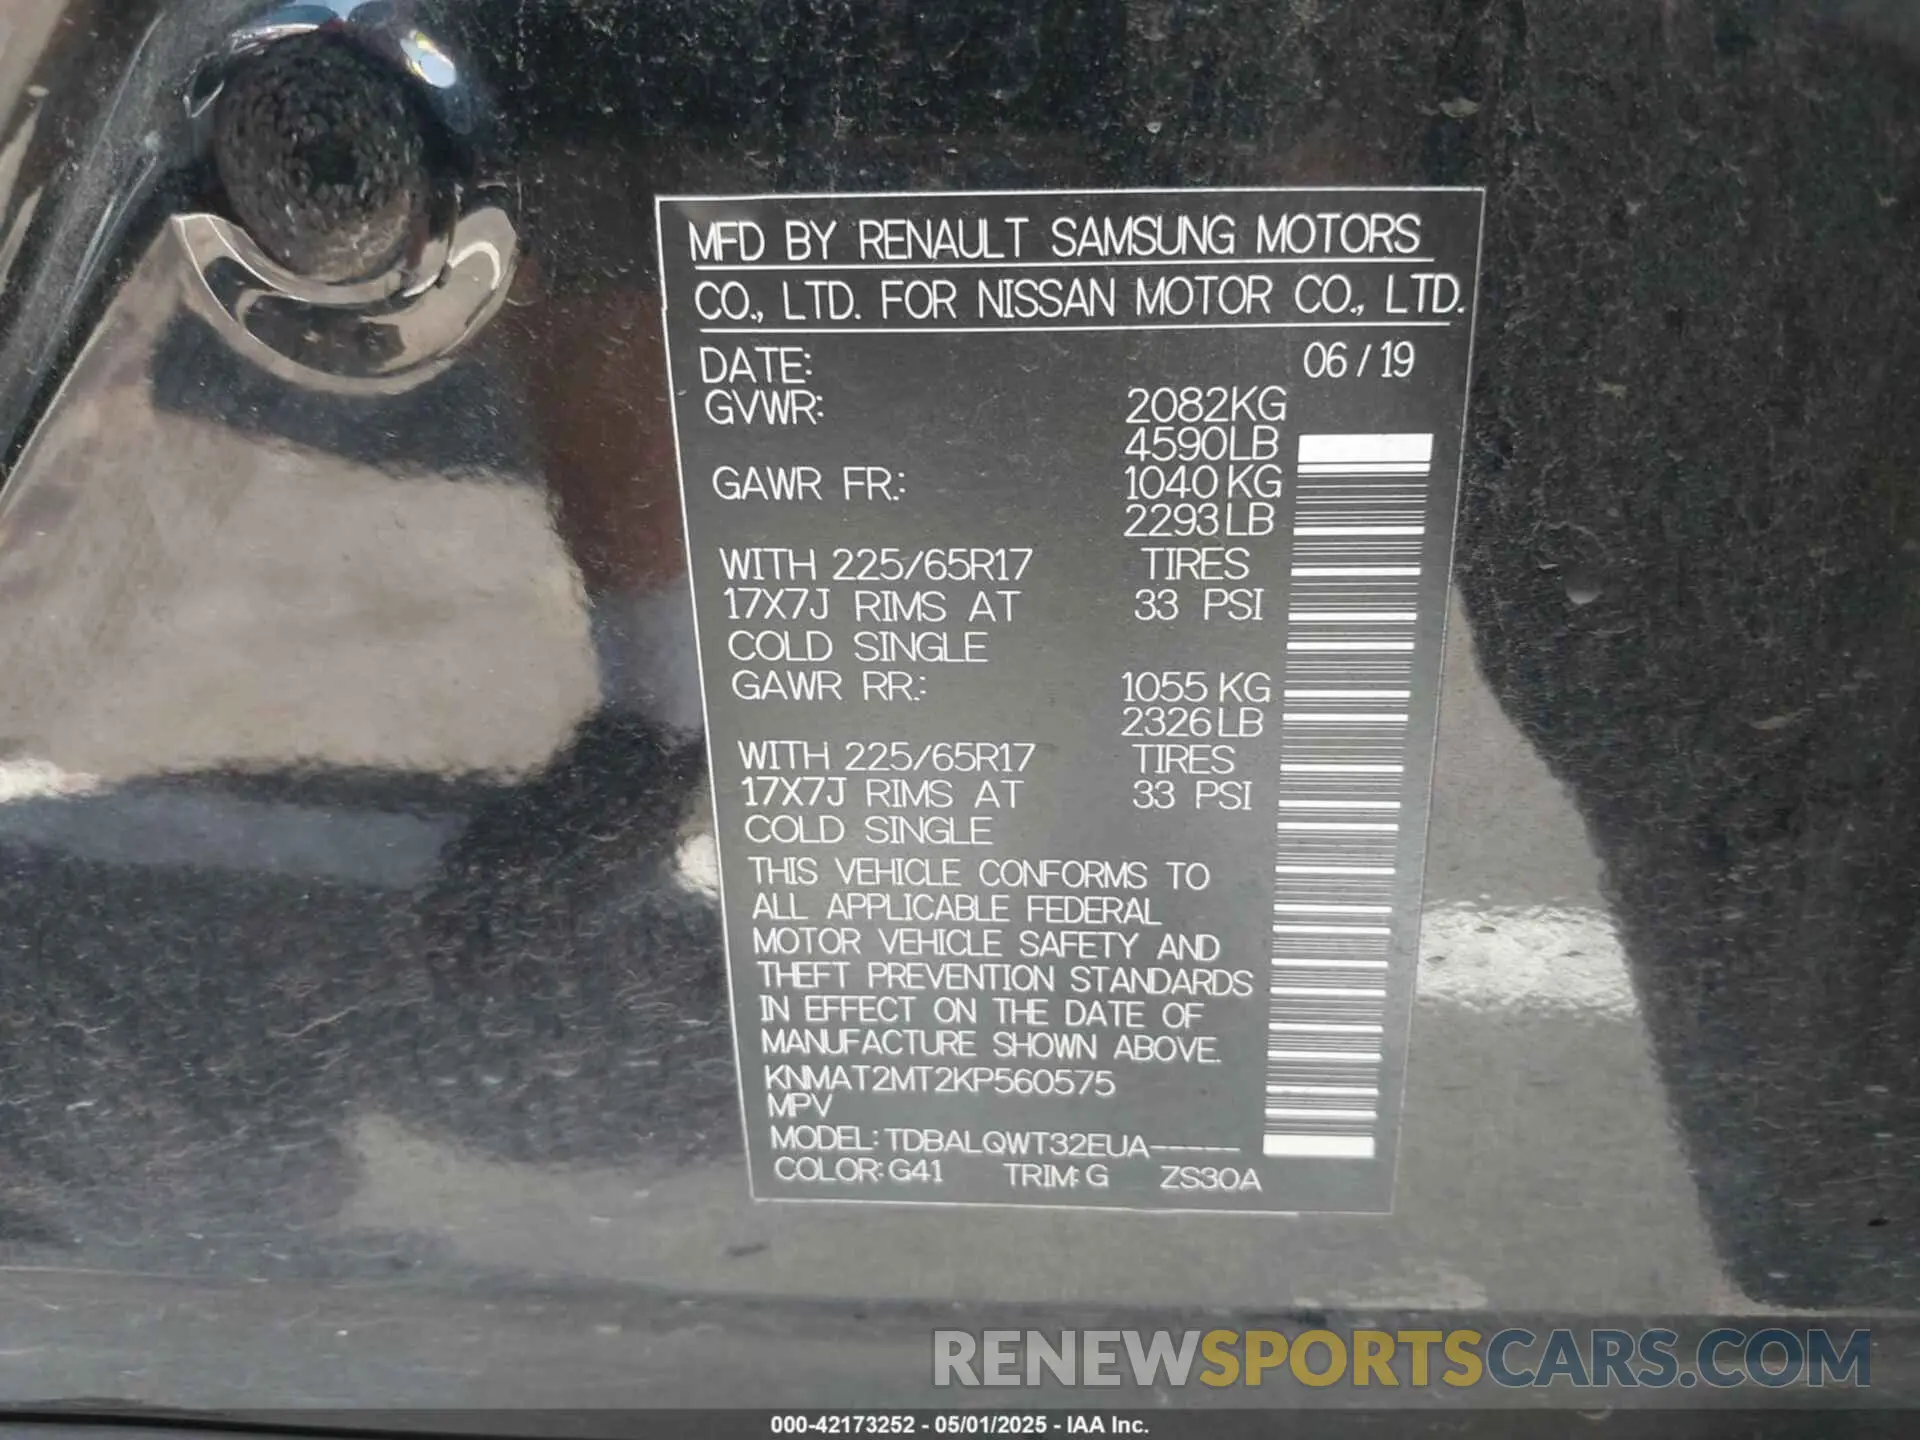 MFD BY RENAULT SAMSUNG MOTORS
CO., LTD. FOR NISSAN MOTOR CO., LTD.
DATE: 06 / 19
GVWR: 2082KG
4590LB
GAWR FR.: 1040 KG
2293LB
WITH 225/65R17 TIRES
17X7J RIMS AT 33 PSI
COLD SINGLE
GAWR RR.: 1055 KG
2326LB
WITH 225/65R17 TIRES
17X7J RIMS AT 33 PSI
COLD SINGLE
THIS VEHICLE CONFORMS TO
ALL APPLICABLE FEDERAL
MOTOR VEHICLE SAFETY AND
THEFT PREVENTION STANDARDS
IN EFFECT ON THE DATE OF
MANUFACTURE SHOWN ABOVE.
KNMAT2MT2KP560575
MPV
MODEL: TDBALQWT32EUA-----
COLOR: G41 TRIM: G ZS30A
RENEWSPORTSCARS.COM
000-42173252 - 05/01/2025 - IAA Inc.